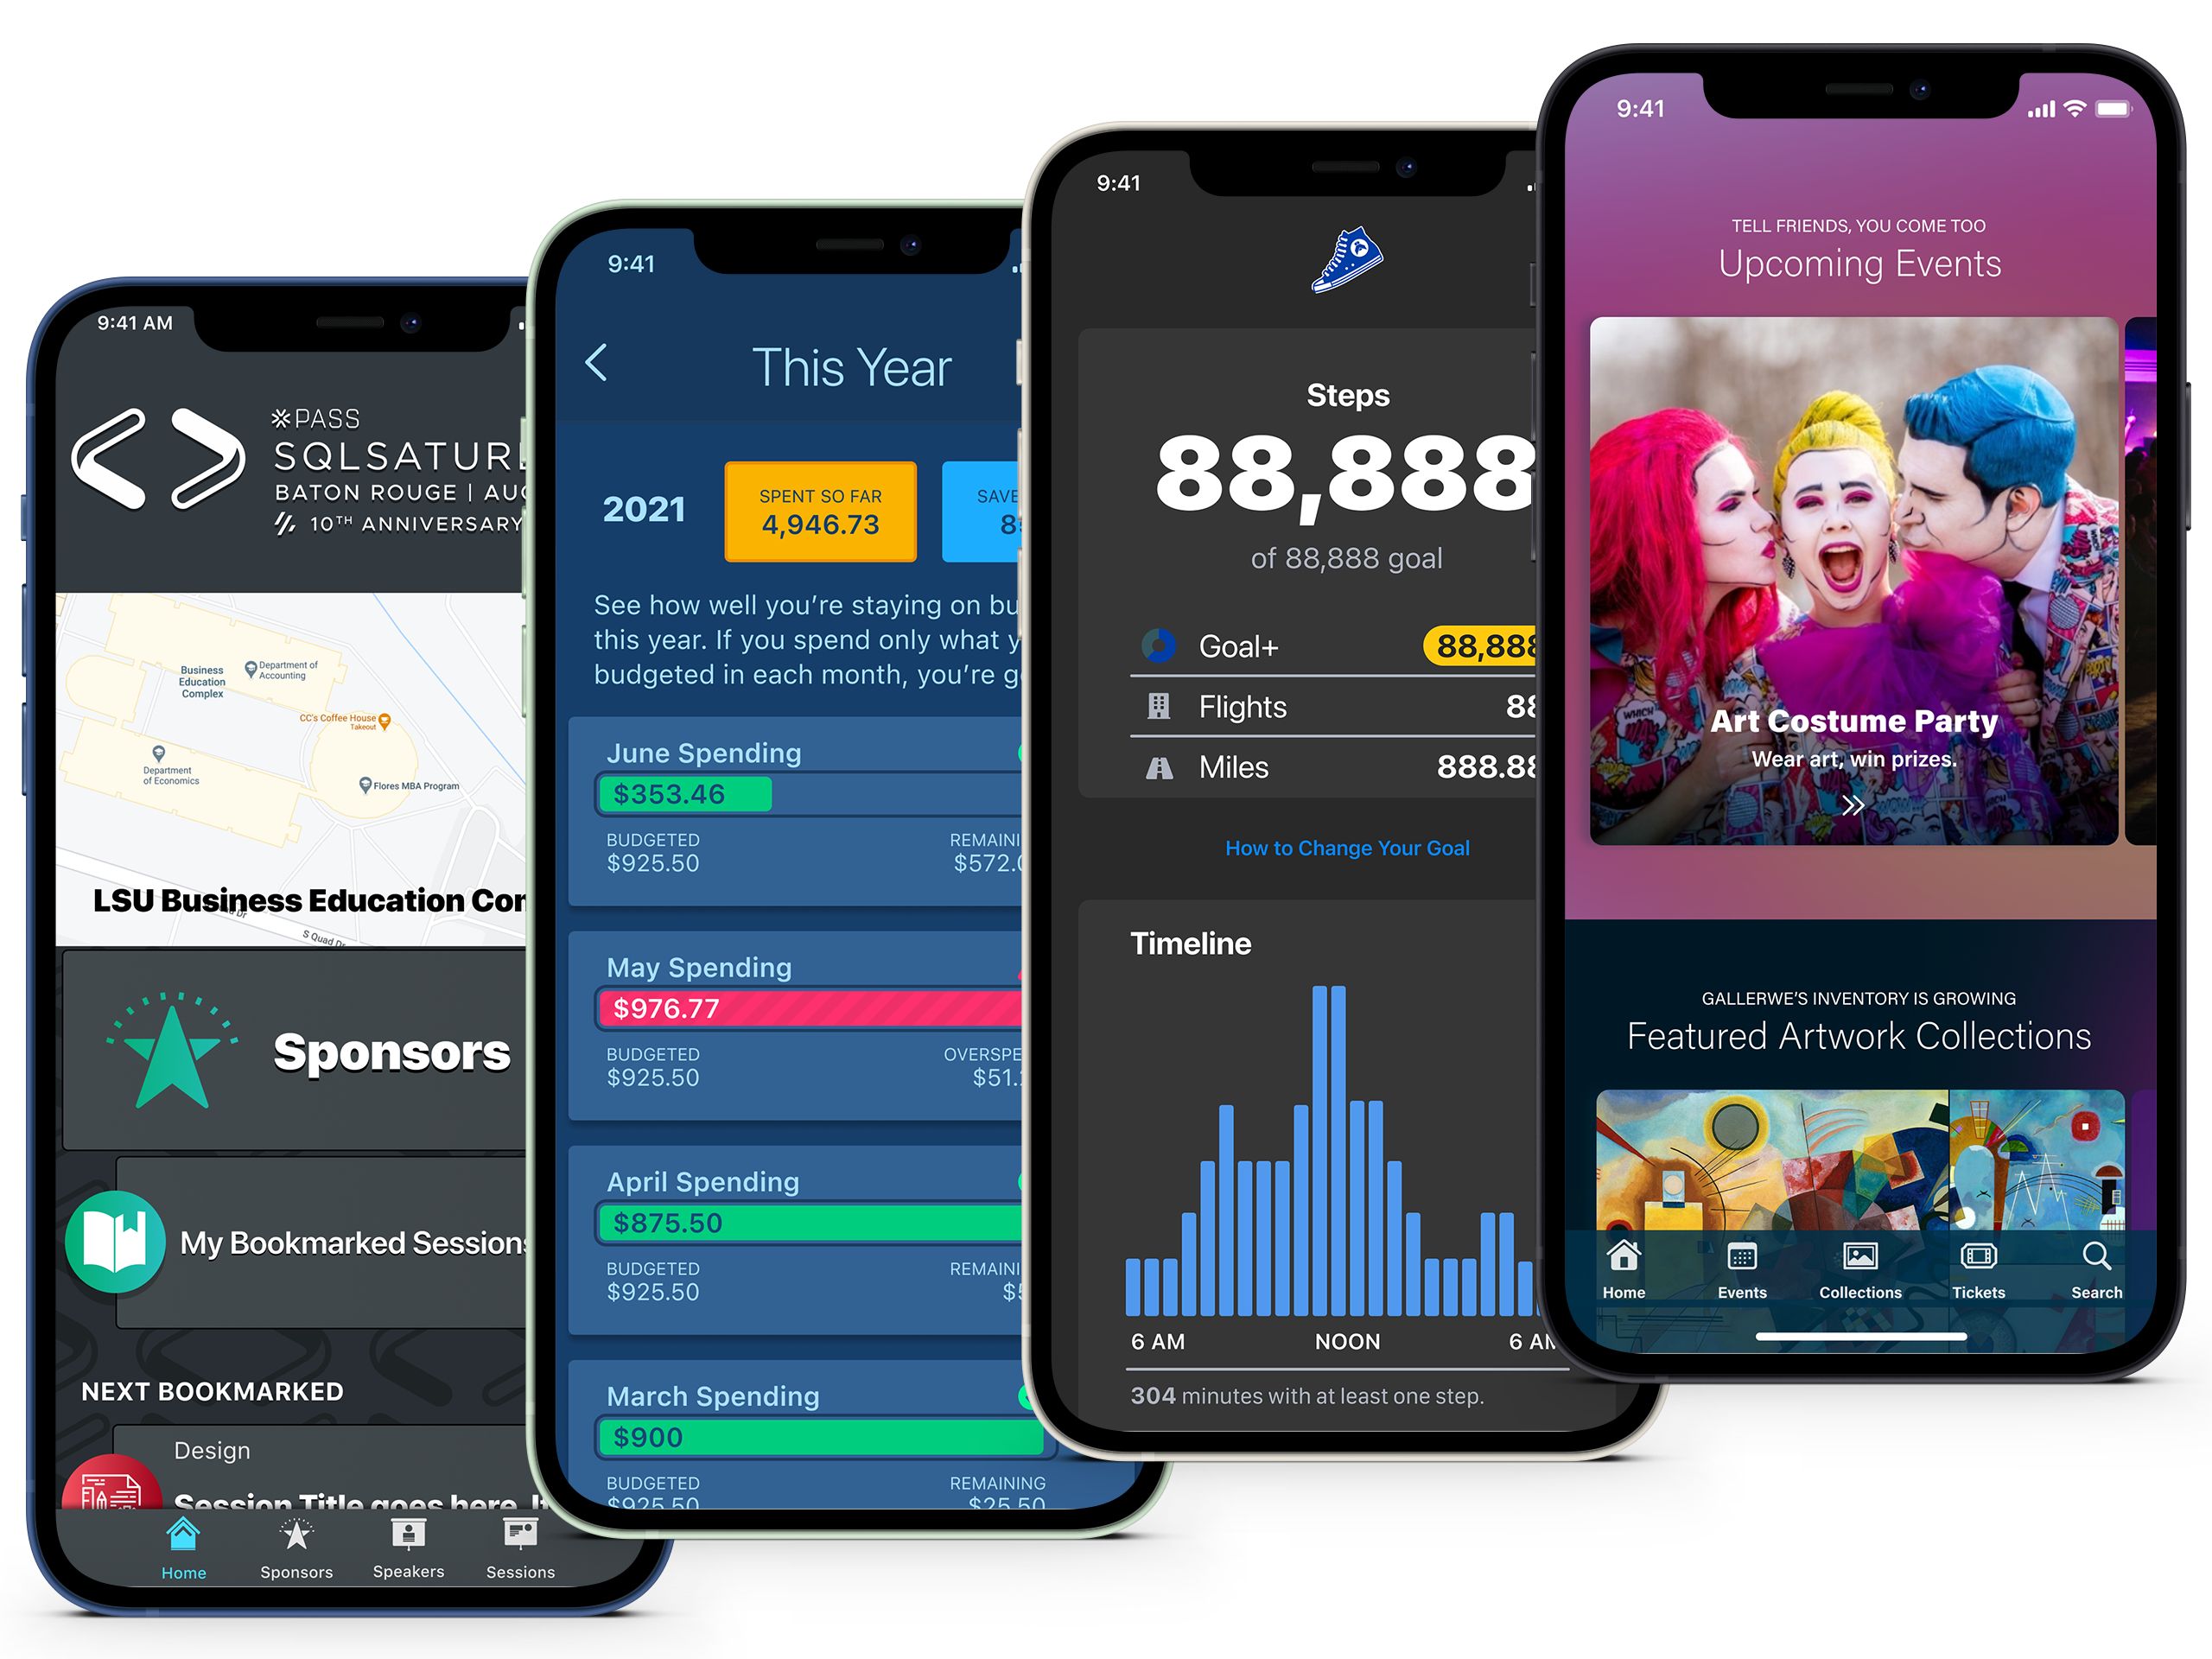 9:41 AM
PASS
SQLSATUR
BATON ROUGE | AU
10TH ANNIVERSARY
Business
Education
Complex
Department of
Accounting
CC's Coffee House
Takeout
Department
of Economics
Flores MBA Program
LSU Business Education
S Quad Dr
Sponsors
My Bookmarked Sessions
NEXT BOOKMARKED
Design
Session Title goes here. I
Home
Sponsors
Speakers
Sessions
9:41
This Year
2021
SPENT SO FAR
4,946.73
SAVE
8
See how well you're staying on bu
this year. If you spend only what y
budgeted in each month, you're g
June Spending
$353.46
BUDGETED
REMAINI
$925.50
$572.0
May Spending
$976.77
BUDGETED
OVERSPE
$925.50
$51.
April Spending
$875.50
BUDGETED
REMAINI
$925.50
$5
March Spending
$900
BUDGETED
REMAINING
$925.50
$25.50
9:41
Steps
88,888
of 88,888 goal
Goal+
88,888
Flights
88
Miles
888.88
How to Change Your Goal
Timeline
6 AM
NOON
6 AM
304 minutes with at least one step.
9:41
TELL FRIENDS, YOU COME TOO
Upcoming Events
WHICH
Art Costume Party
Wear art, win prizes.
GALLERWE'S INVENTORY IS GROWING
Featured Artwork Collections
Home
Events
Collections
Tickets
Search